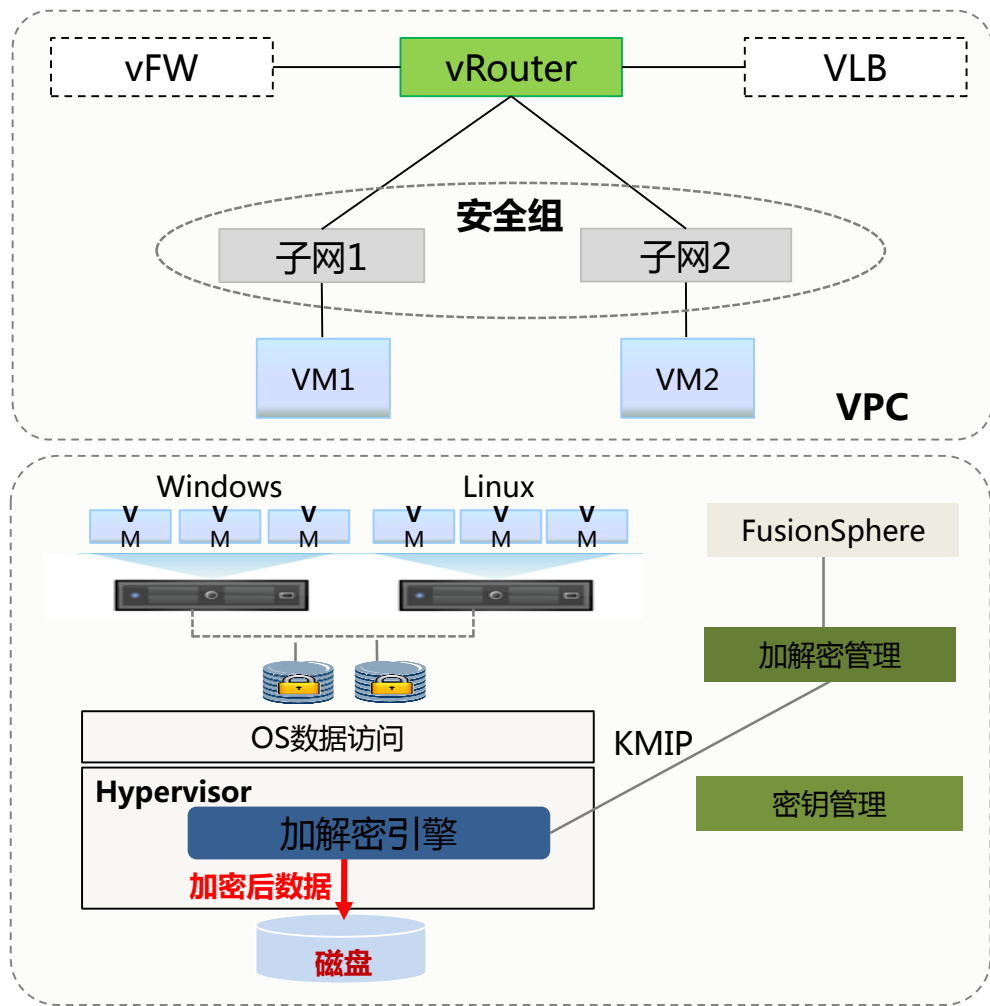 vFW
vRouter
VLB
安全组
子网1
子网2
VM1
VM2
VPC
Windows
Linux
V
M
V
M
V
M
V
M
V
M
V
M
FusionSphere
加解密管理
OS数据访问
KMIP
Hypervisor
加解密引擎
密钥管理
加密后数据
磁盘